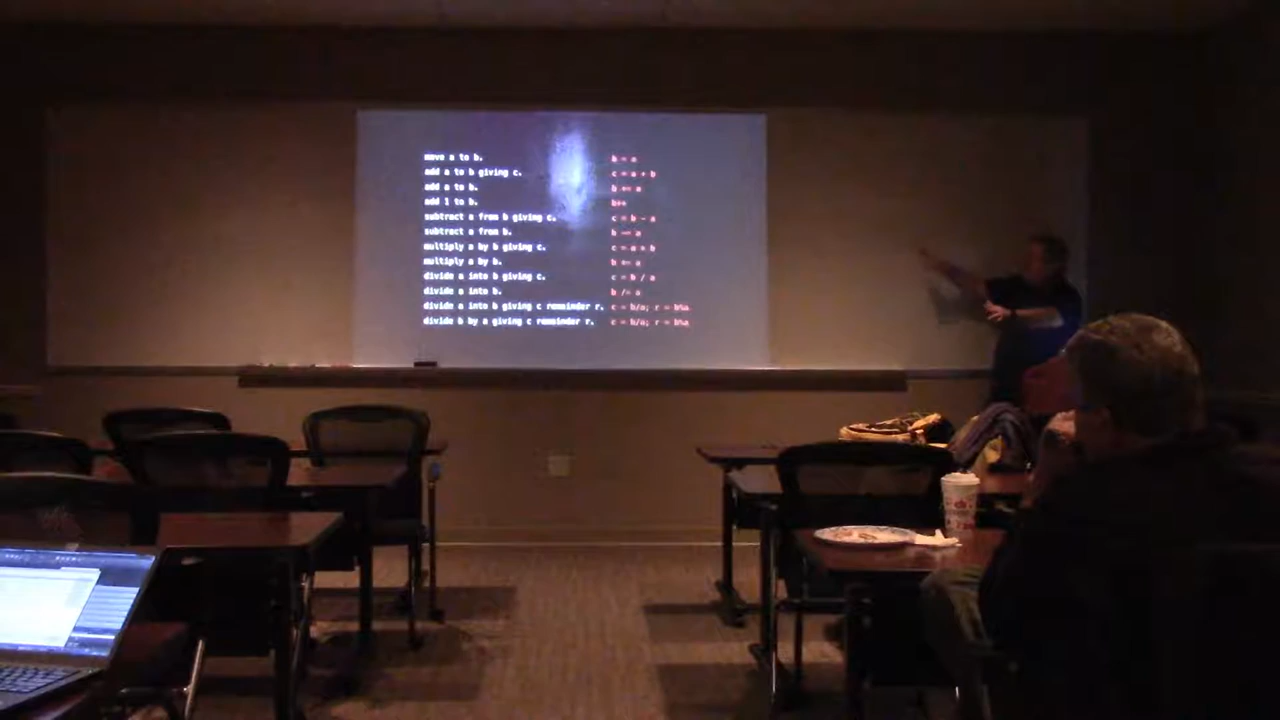 move a to b. b = a
add a to b giving c. c = a + b
add a to b. b += a
add 1 to b. b++
subtract a from b giving c. c = b - a
subtract a from b. b -= a
multiply a by b giving c. c = a * b
multiply a by b. b *= a
divide a into b giving c. c = b / a
divide a into b. b /= a
divide a into b giving c remainder r. c = b/a; r = b%a
divide b by a giving c remainder r. c = b/a; r = b%a